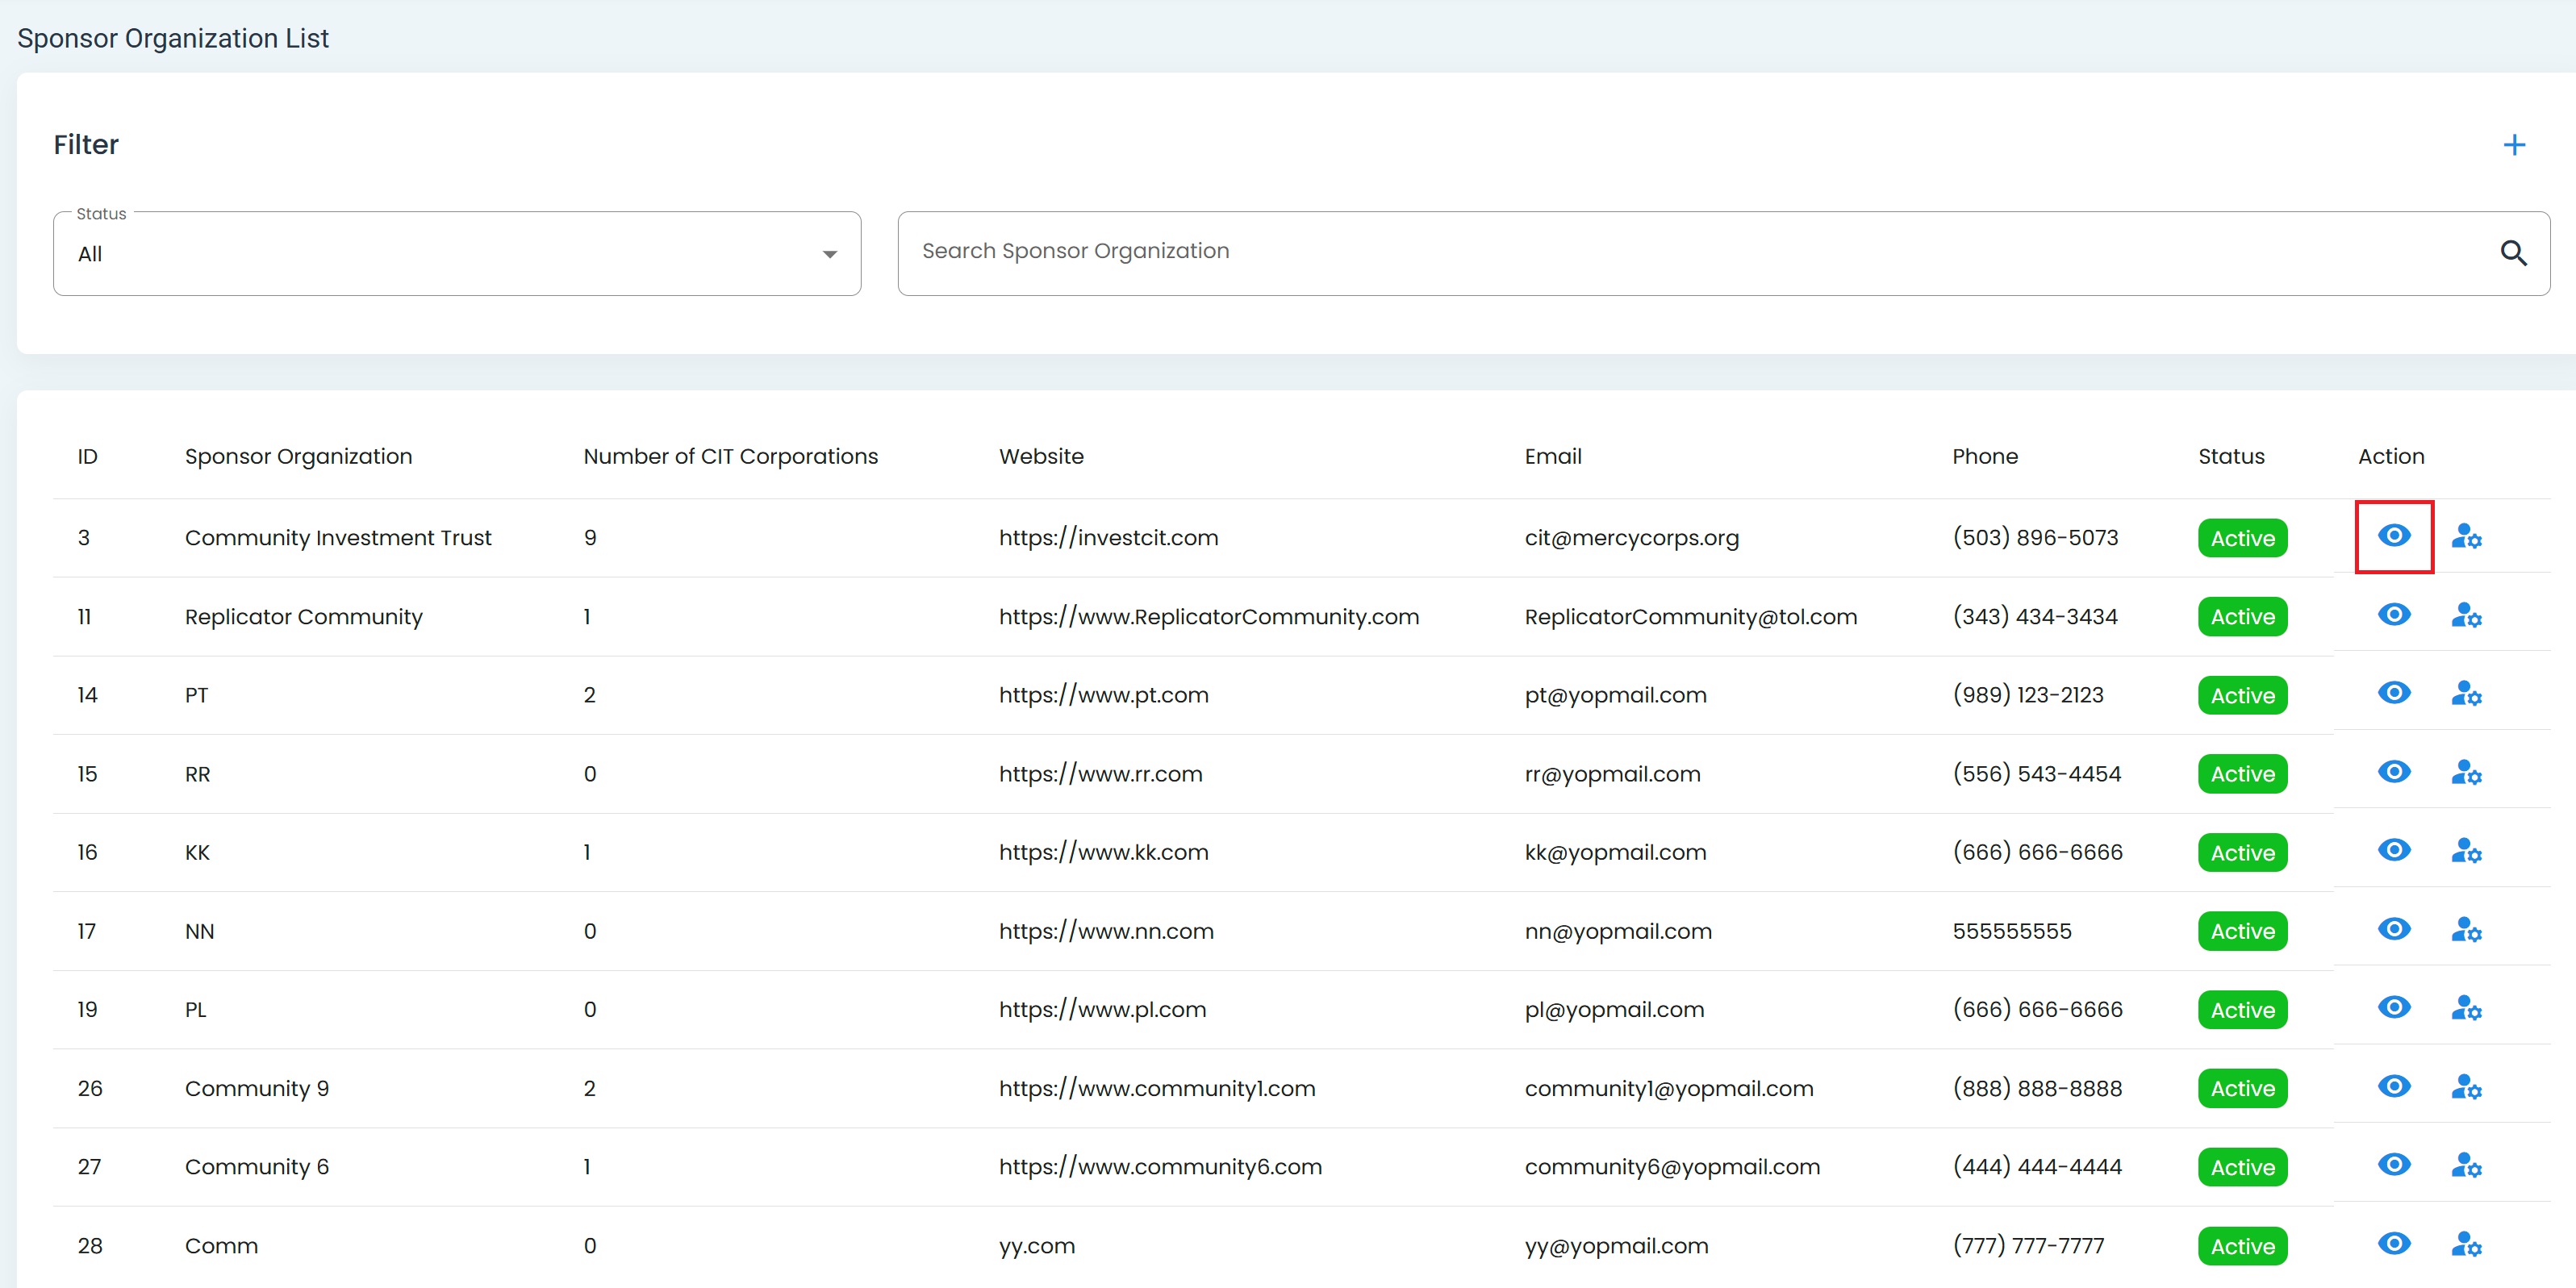 Sponsor Organization List
Filter
Status
All
Search Sponsor Organization
ID Sponsor Organization Number of CIT Corporations Website Email Phone Status Action
3 Community Investment Trust 9 https://investcit.com cit@mercycorps.org (503) 896-5073 Active
11 Replicator Community 1 https://www.ReplicatorCommunity.com ReplicatorCommunity@tol.com (343) 434-3434 Active
14 PT 2 https://www.pt.com pt@yopmail.com (989) 123-2123 Active
15 RR 0 https://www.rr.com rr@yopmail.com (556) 543-4454 Active
16 KK 1 https://www.kk.com kk@yopmail.com (666) 666-6666 Active
17 NN 0 https://www.nn.com nn@yopmail.com 555555555 Active
19 PL 0 https://www.pl.com pl@yopmail.com (666) 666-6666 Active
26 Community 9 2 https://www.community1.com community1@yopmail.com (888) 888-8888 Active
27 Community 6 1 https://www.community6.com community6@yopmail.com (444) 444-4444 Active
28 Comm 0 yy.com yy@yopmail.com (777) 777-7777 Active